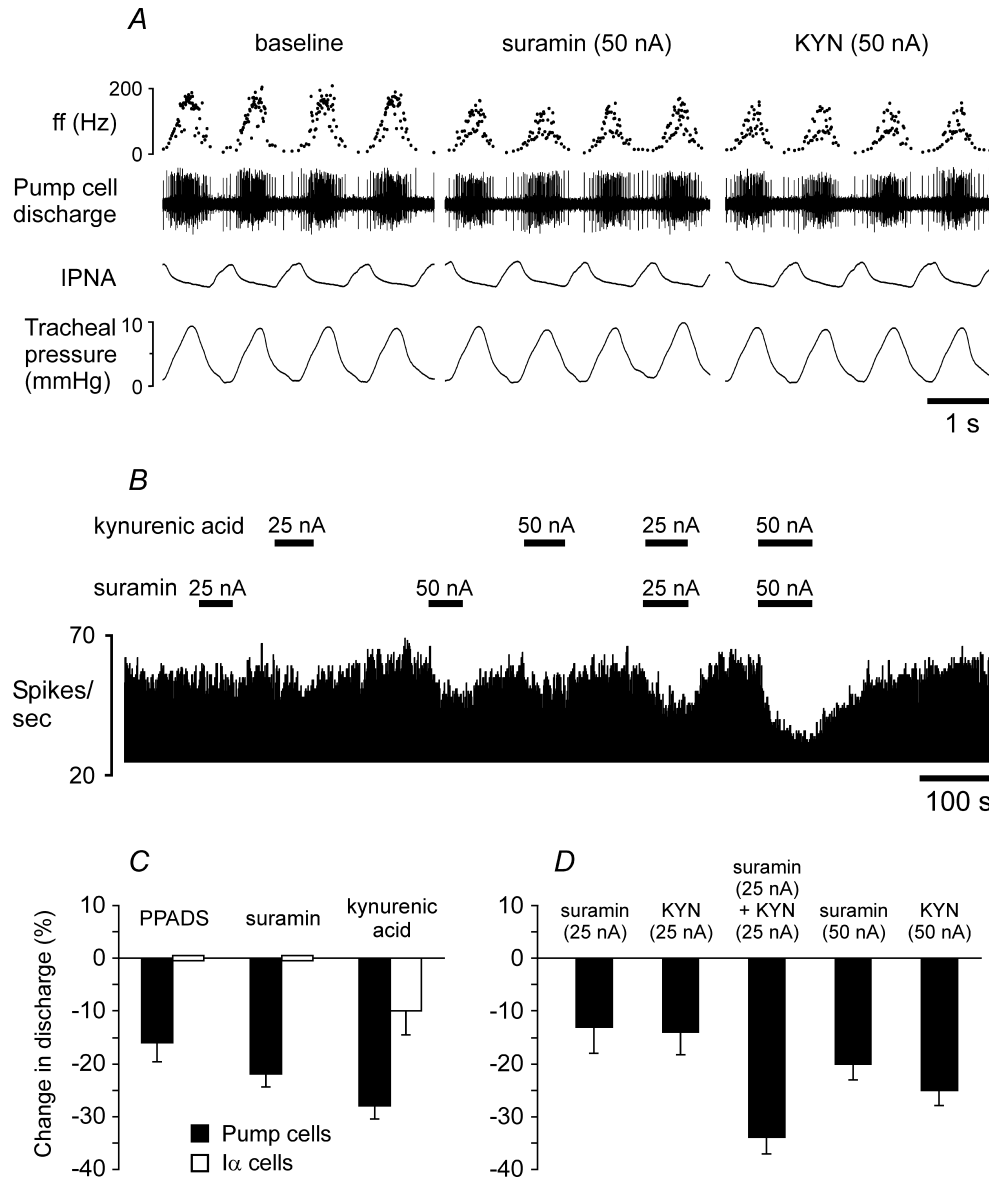 A
baseline
suramin (50 nA)
KYN (50 nA)
200
ff (Hz)
0
Pump cell
discharge
IPNA
Tracheal
pressure
(mmHg)
10
0
1 s
B
kynurenic acid
25 nA
50 nA
25 nA
50 nA
suramin
25 nA
50 nA
25 nA
50 nA
70
Spikes/
sec
20
100 s
C
Change in discharge (%)
10
0
-10
-20
-30
-40
PPADS
suramin
kynurenic
acid
Pump cells
Iα cells
D
10
0
-10
-20
-30
-40
suramin
(25 nA)
KYN
(25 nA)
suramin
(25 nA)
+ KYN
(25 nA)
suramin
(50 nA)
KYN
(50 nA)